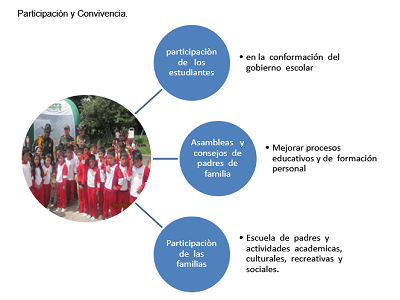 Participación y Convivencia.
participaciòn
de los
estudiantes
• en la conformación del
gobierno escolar
Asambleas y
consejos de
padres de
familia
• Mejorar procesos
educativos y de formación
personal
Participaciòn
de las
familias
• Escuela de padres y
actividades academicas,
culturales, recreativas y
sociales.